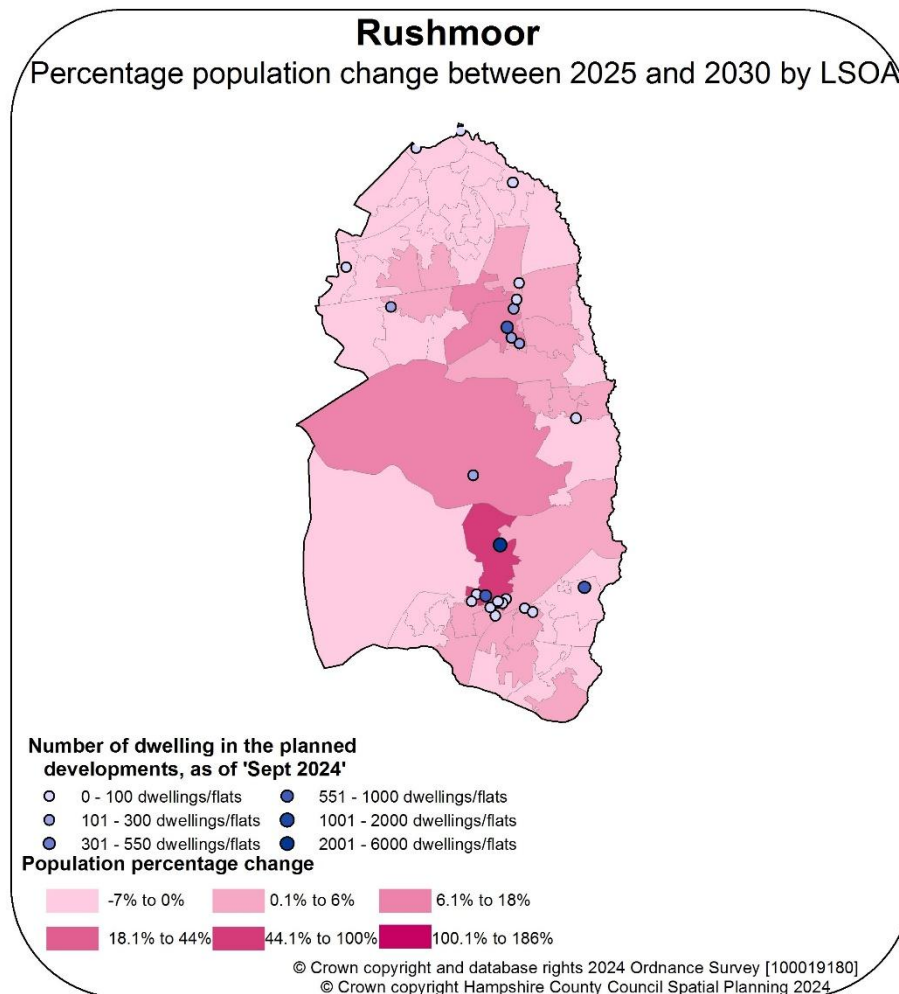 Rushmoor
Percentage population change between 2025 and 2030 by LSOA
Number of dwelling in the planned
developments, as of 'Sept 2024'
0 - 100 dwellings/flats
551 - 1000 dwellings/flats
101 - 300 dwellings/flats
1001 - 2000 dwellings/flats
301 - 550 dwellings/flats
2001 - 6000 dwellings/flats
Population percentage change
-7% to 0%
0.1% to 6%
6.1% to 18%
18.1% to 44%
44.1% to 100%
100.1% to 186%
© Crown copyright and database rights 2024 Ordnance Survey [100019180]
© Crown copyright Hampshire County Council Spatial Planning 2024